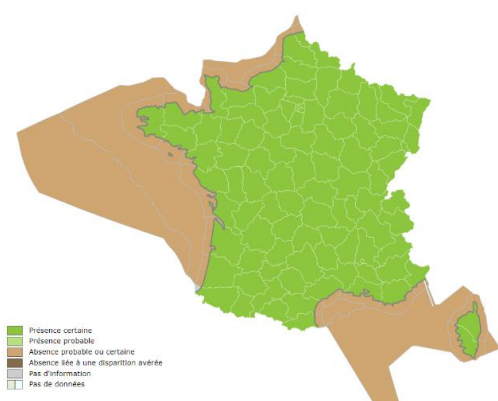 Présence certaine
Présence probable
Absence probable ou certaine
Absence liée à une disparition avérée
Pas d'information
Pas de données